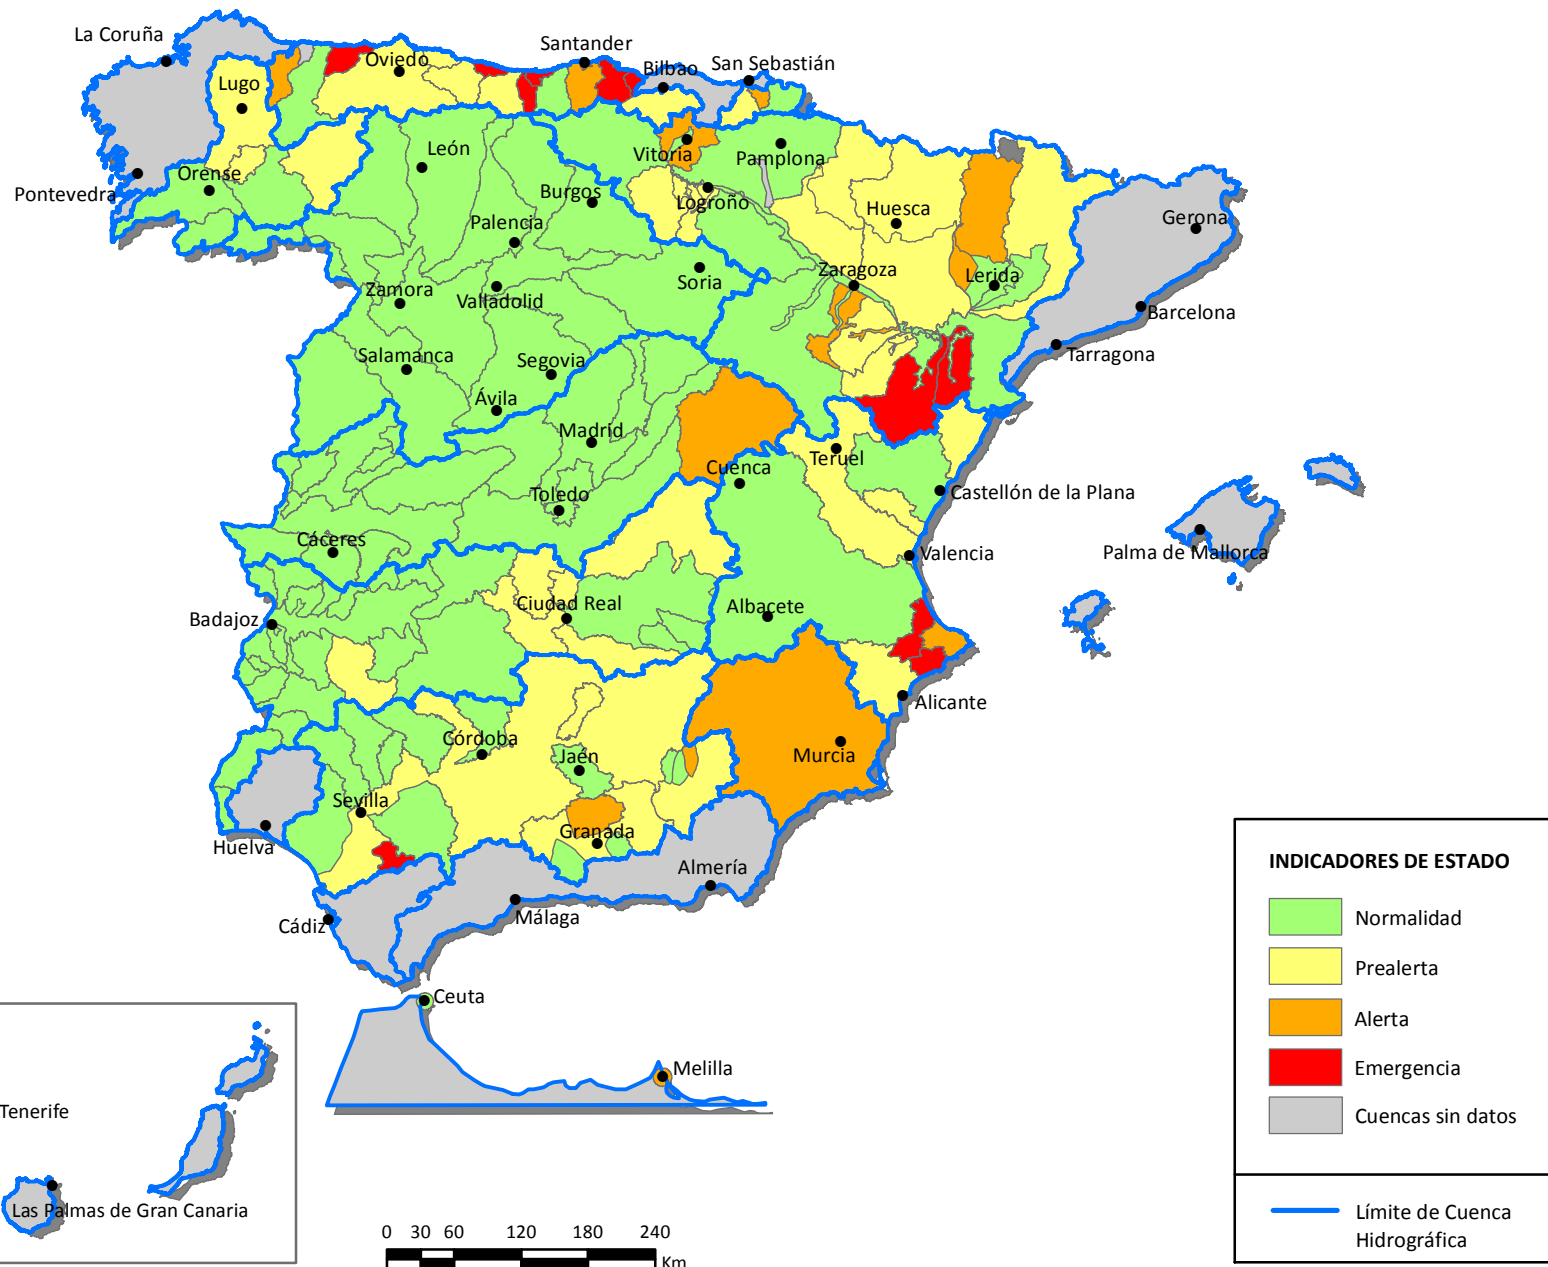 La Coruña
Santander
Oviedo
Bilbao
San Sebastián
Lugo
León
Vitoria
Pamplona
Pontevedra
Orense
Burgos
Logroño
Huesca
Gerona
Palencia
Zaragoza
Lerida
Soria
Zamora
Valladolid
Barcelona
Salamanca
Segovia
Tarragona
Ávila
Madrid
Teruel
Cuenca
Toledo
Castellón de la Plana
Cáceres
Valencia
Palma de Mallorca
Ciudad Real
Albacete
Badajoz
Alicante
Córdoba
Jaén
Murcia
Sevilla
Granada
Huelva
Almería
Cádiz
Málaga
Ceuta
Melilla
Tenerife
Las Palmas de Gran Canaria
0 30 60 120 180 240
Km
INDICADORES DE ESTADO
Normalidad
Prealerta
Alerta
Emergencia
Cuencas sin datos
Límite de Cuenca
Hidrográfica